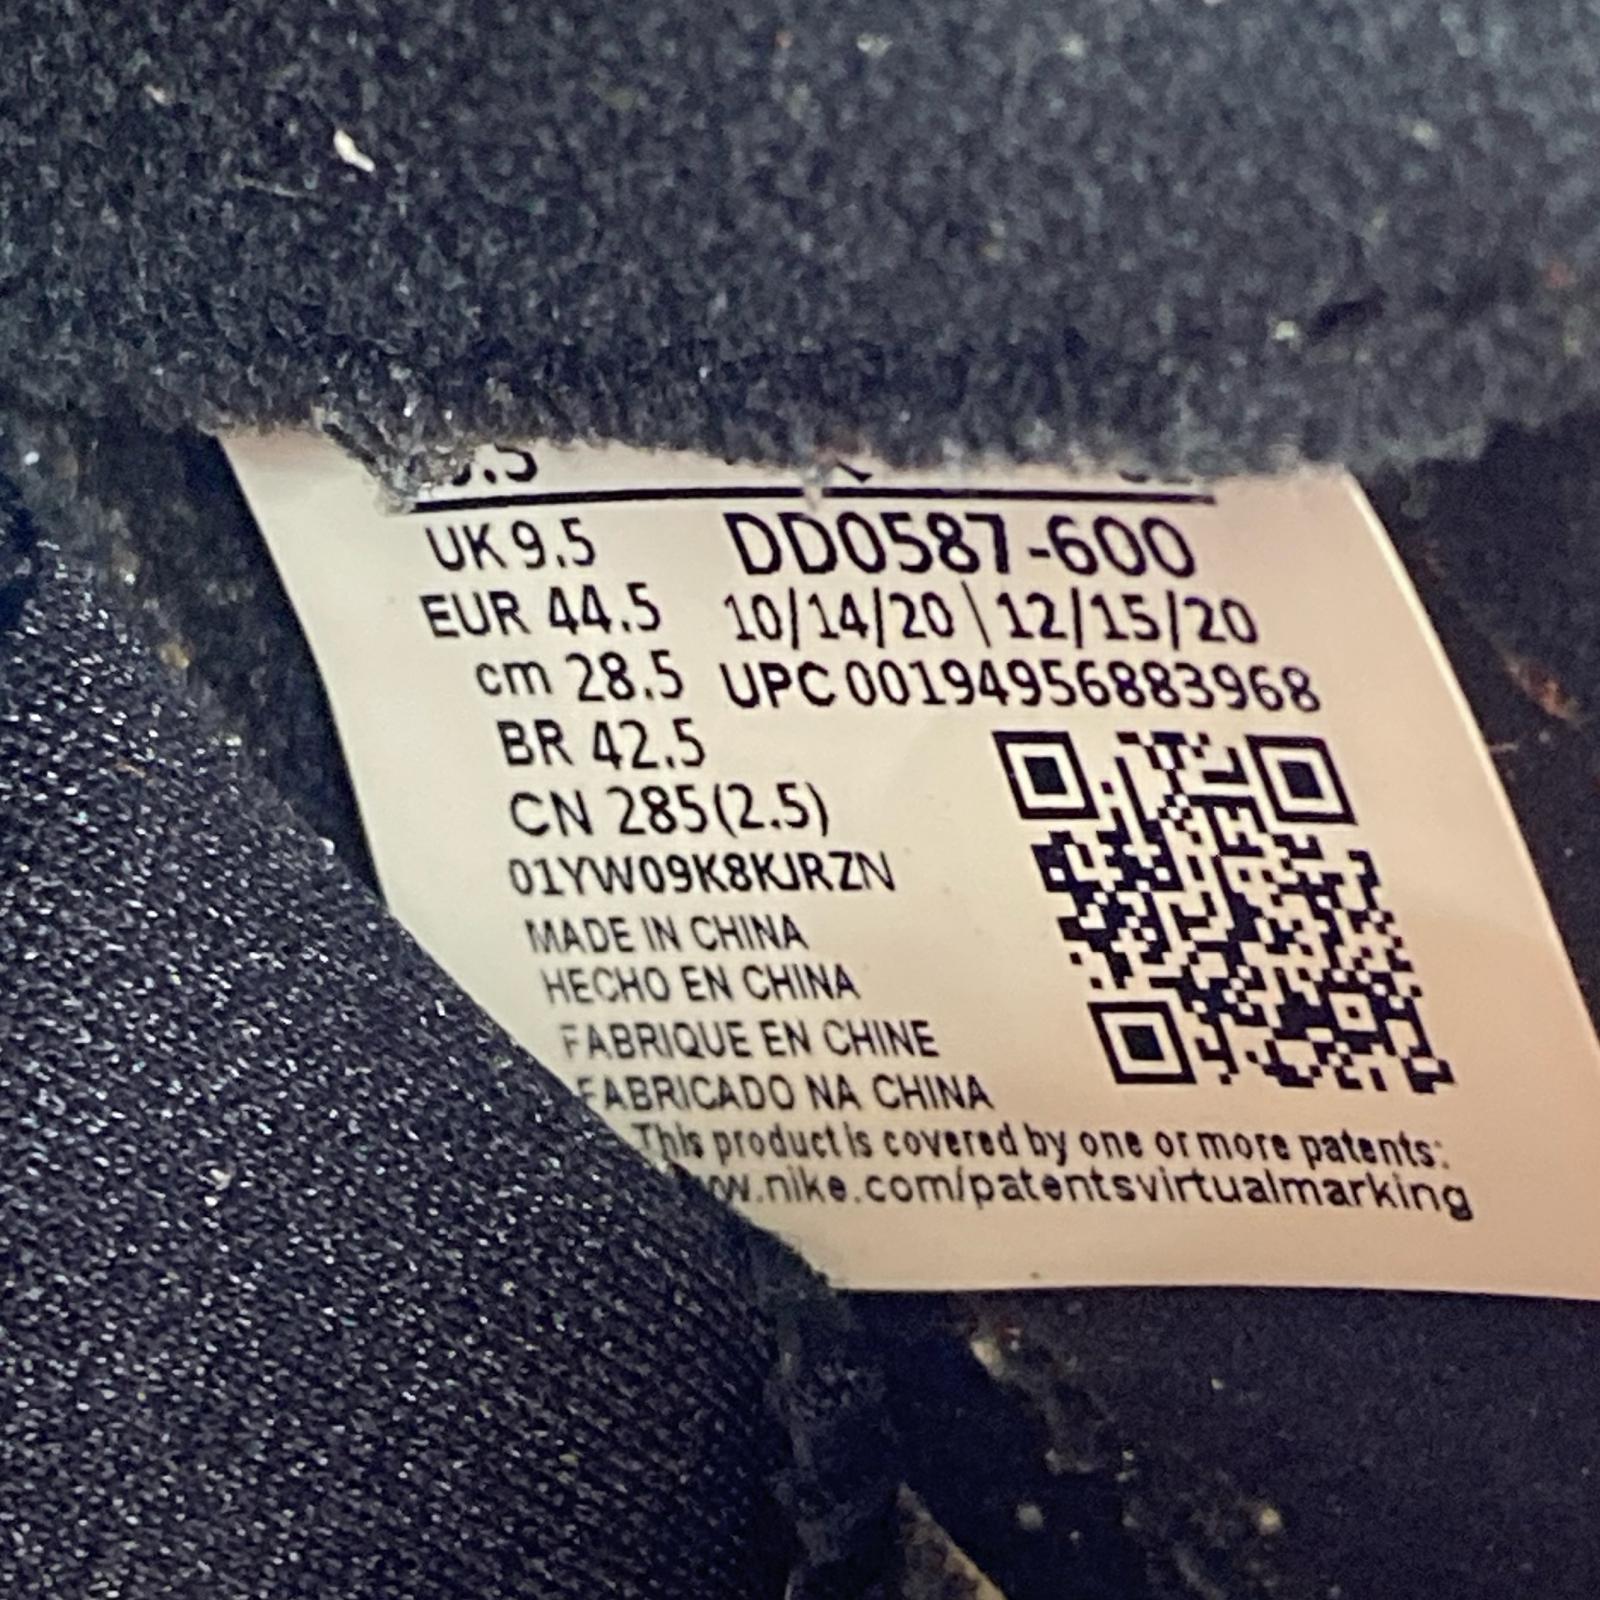 UK 9.5 DD0587-600
EUR 44.5 10/14/20 \ 12/15/20
cm 28.5 UPC 00194956883968
BR 42.5
CN 285(2.5)
01YW09K8KJRZN
MADE IN CHINA
HECHO EN CHINA
FABRIQUE EN CHINE
FABRICADO NA CHINA
This product is covered by one or more patents:
www.nike.com/patentsvirtualmarking